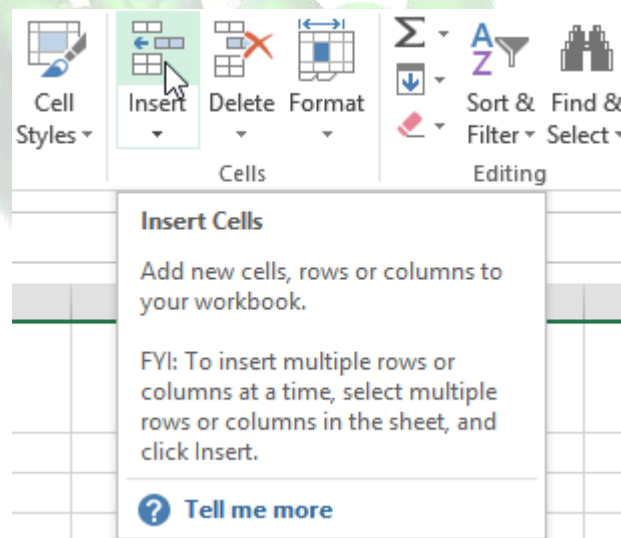 Cell Styles
Insert
Delete
Format
Σ
AZ
Sort & Filter
Find & Select
Cells
Editing
Insert Cells
Add new cells, rows or columns to
your workbook.
FYI: To insert multiple rows or
columns at a time, select multiple
rows or columns in the sheet, and
click Insert.
? Tell me more